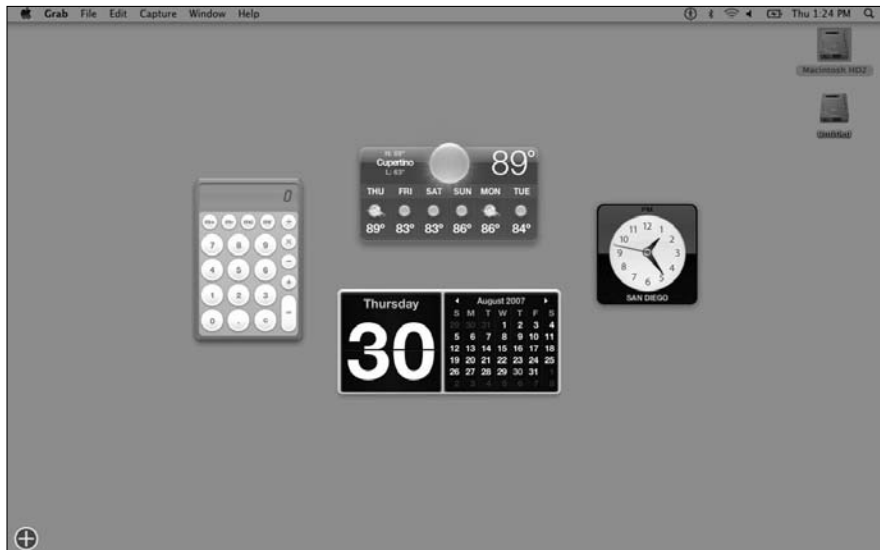 Grab File Edit Capture Window Help
Thu 1:24 PM
Macintosh HD2
Untitled
H: 89°
Cupertino
L: 63°
89°
THU FRI SAT SUN MON TUE
89° 83° 83° 86° 86° 84°
0
7 8 9
4 5 6
1 2 3
0 . c
PM
12 1 2 3 4 5 6 7 8 9 10 11
SAN DIEGO
Thursday
30
August 2007
S M T W T F S
29 30 31 1 2 3 4
5 6 7 8 9 10 11
12 13 14 15 16 17 18
19 20 21 22 23 24 25
26 27 28 29 30 31 1
2 3 4 5 6 7 8